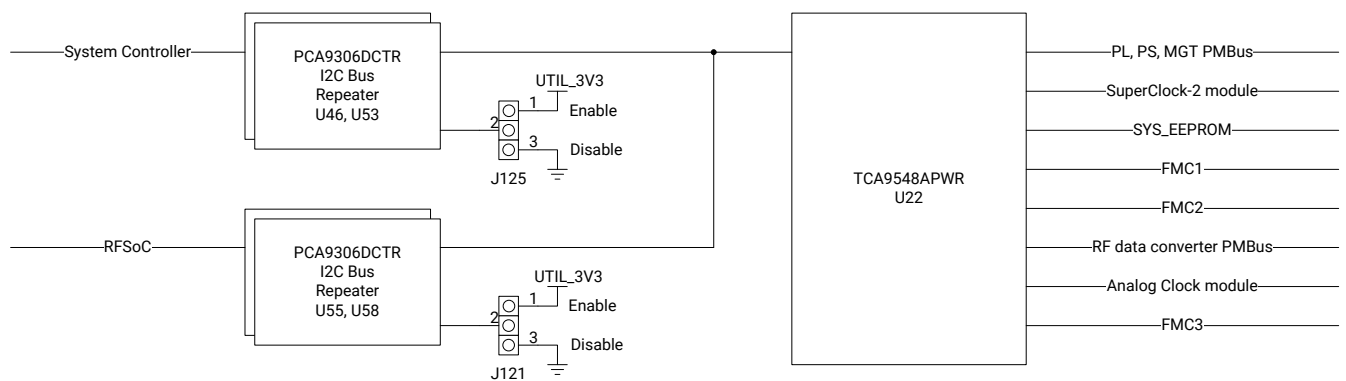 System Controller
PCA9306DCTR
I2C Bus
Repeater
U46, U53
UTIL_3V3
1
Enable
2
3
Disable
J125
RFSoC
PCA9306DCTR
I2C Bus
Repeater
U55, U58
UTIL_3V3
1
Enable
2
3
Disable
J121
TCA9548APWR
U22
PL, PS, MGT PMBus
SuperClock-2 module
SYS_EEPROM
FMC1
FMC2
RF data converter PMBus
Analog Clock module
FMC3